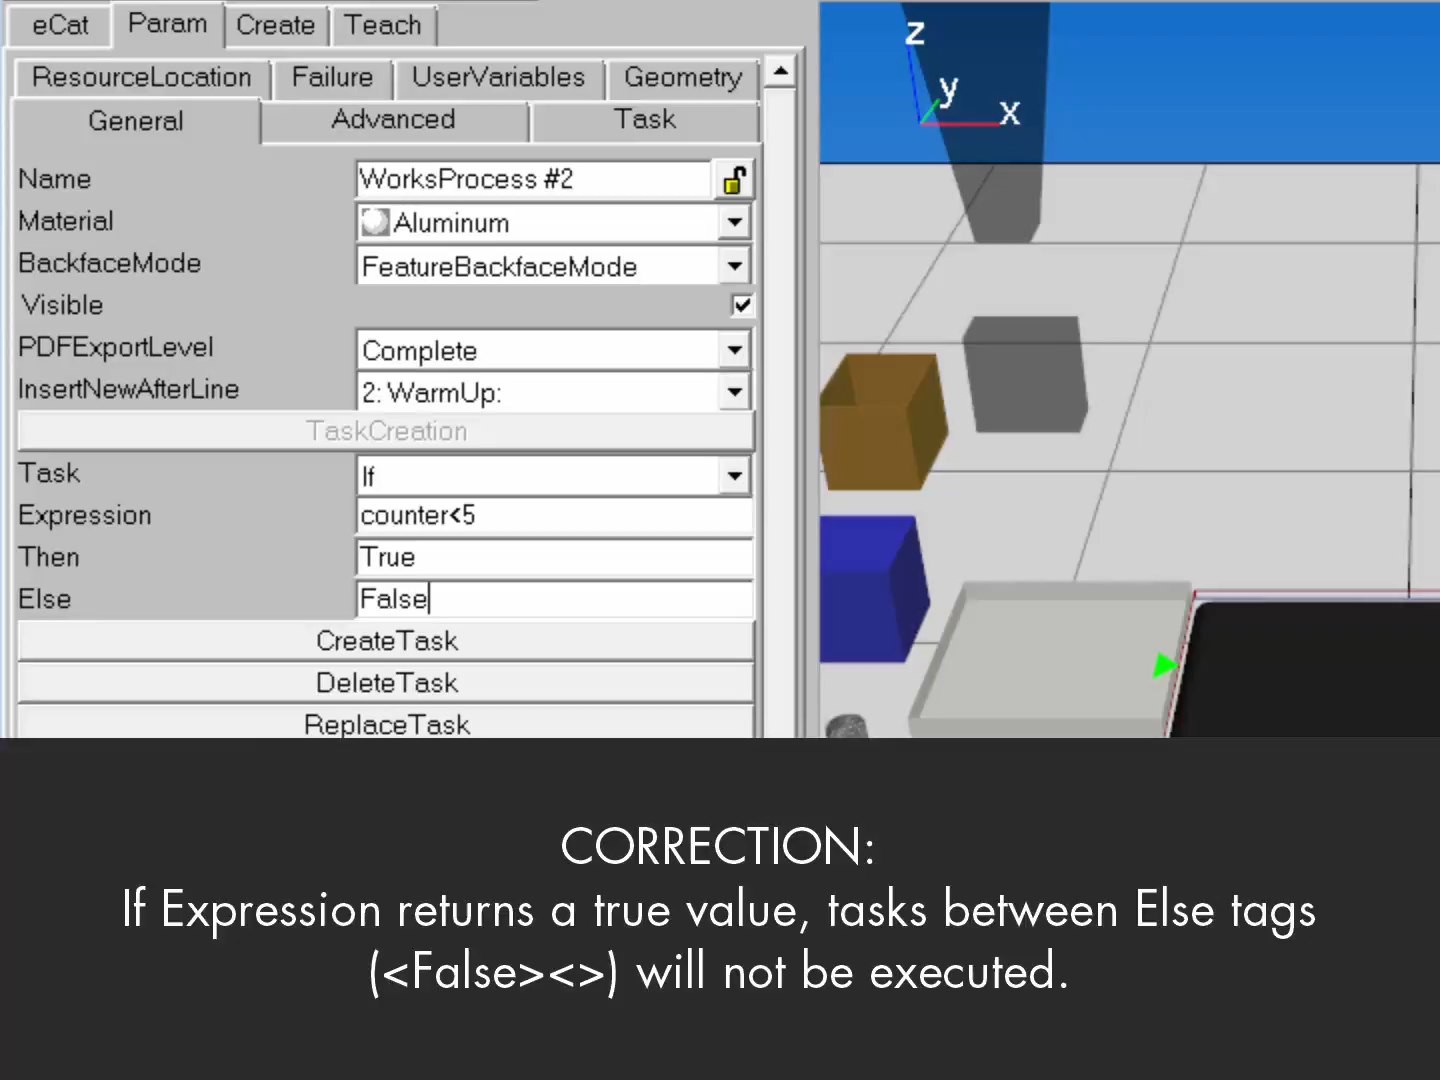 eCat Param Create Teach
ResourceLocation Failure UserVariables Geometry
General Advanced Task
Name WorksProcess #2
Material Aluminum
BackfaceMode FeatureBackfaceMode
Visible
PDFExportLevel Complete
InsertNewAfterLine 2: WarmUp:
TaskCreation
Task If
Expression counter<5
Then True
Else False
CreateTask
DeleteTask
ReplaceTask
z
y
x
CORRECTION:
If Expression returns a true value, tasks between Else tags
(<False><>) will not be executed.